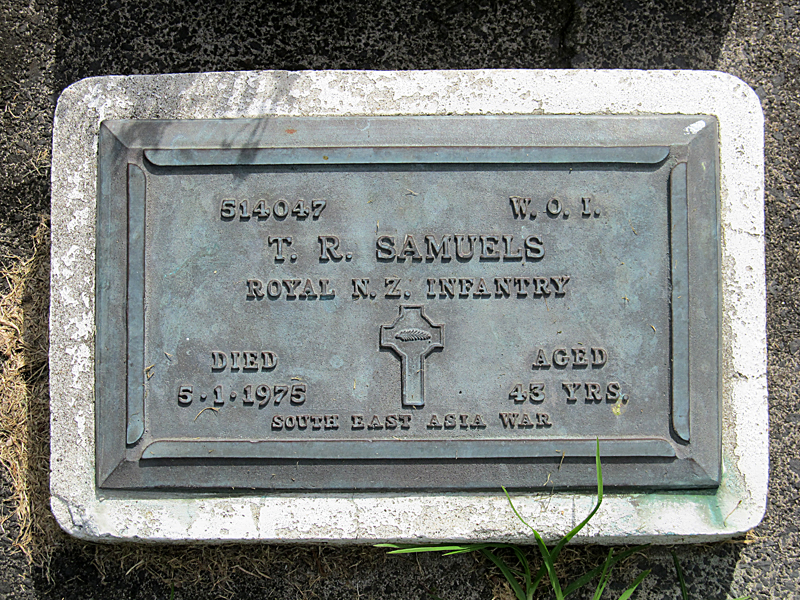 514047 W. O. I.
T. R. SAMUELS
ROYAL N. Z. INFANTRY
DIED AGED
5·1·1975 43 YRS.
SOUTH EAST ASIA WAR